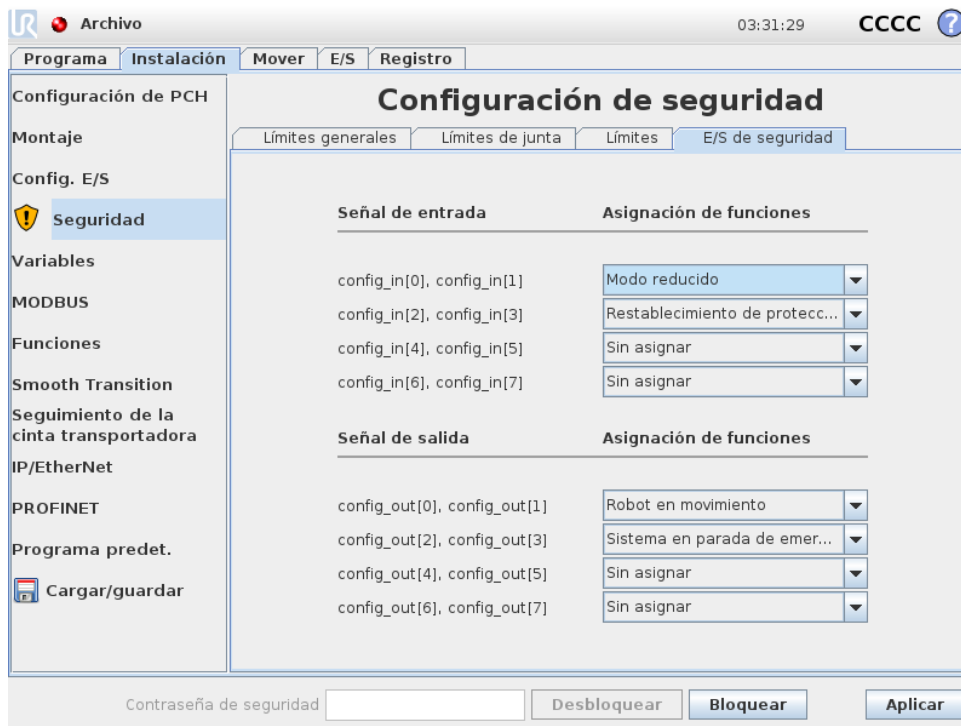 UR Archivo 03:31:29 CCCC ?
Programa Instalación Mover E/S Registro
Configuración de PCH
Montaje
Config. E/S
Seguridad
Variables
MODBUS
Funciones
Smooth Transition
Seguimiento de la
cinta transportadora
IP/EtherNet
PROFINET
Programa predet.
Cargar/guardar
Configuración de seguridad
Límites generales Límites de junta Límites E/S de seguridad
Señal de entrada Asignación de funciones
config_in[0], config_in[1] Modo reducido
config_in[2], config_in[3] Restablecimiento de protecc...
config_in[4], config_in[5] Sin asignar
config_in[6], config_in[7] Sin asignar
Señal de salida Asignación de funciones
config_out[0], config_out[1] Robot en movimiento
config_out[2], config_out[3] Sistema en parada de emer...
config_out[4], config_out[5] Sin asignar
config_out[6], config_out[7] Sin asignar
Contraseña de seguridad Desbloquear Bloquear Aplicar